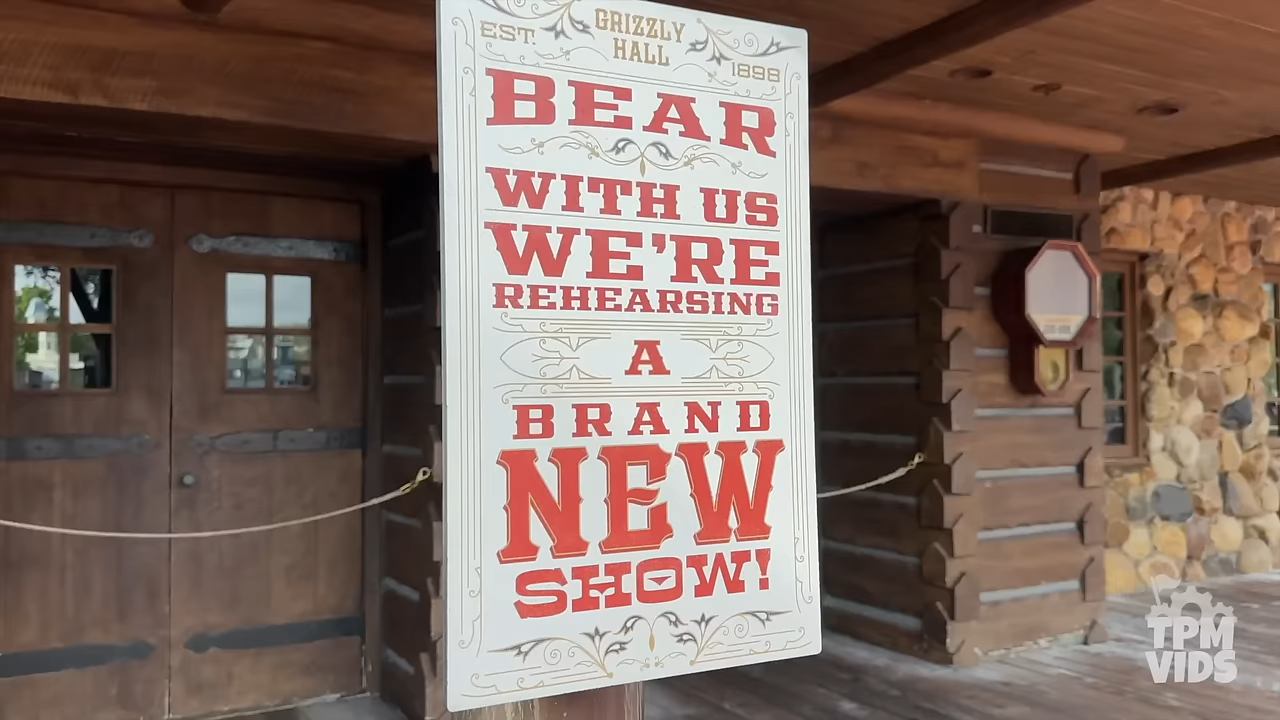 GRIZZLY
HALL
EST. 1898
BEAR
WITH US
WE'RE
REHEARSING
A
BRAND
NEW
SHOW!
TPM
VIDS